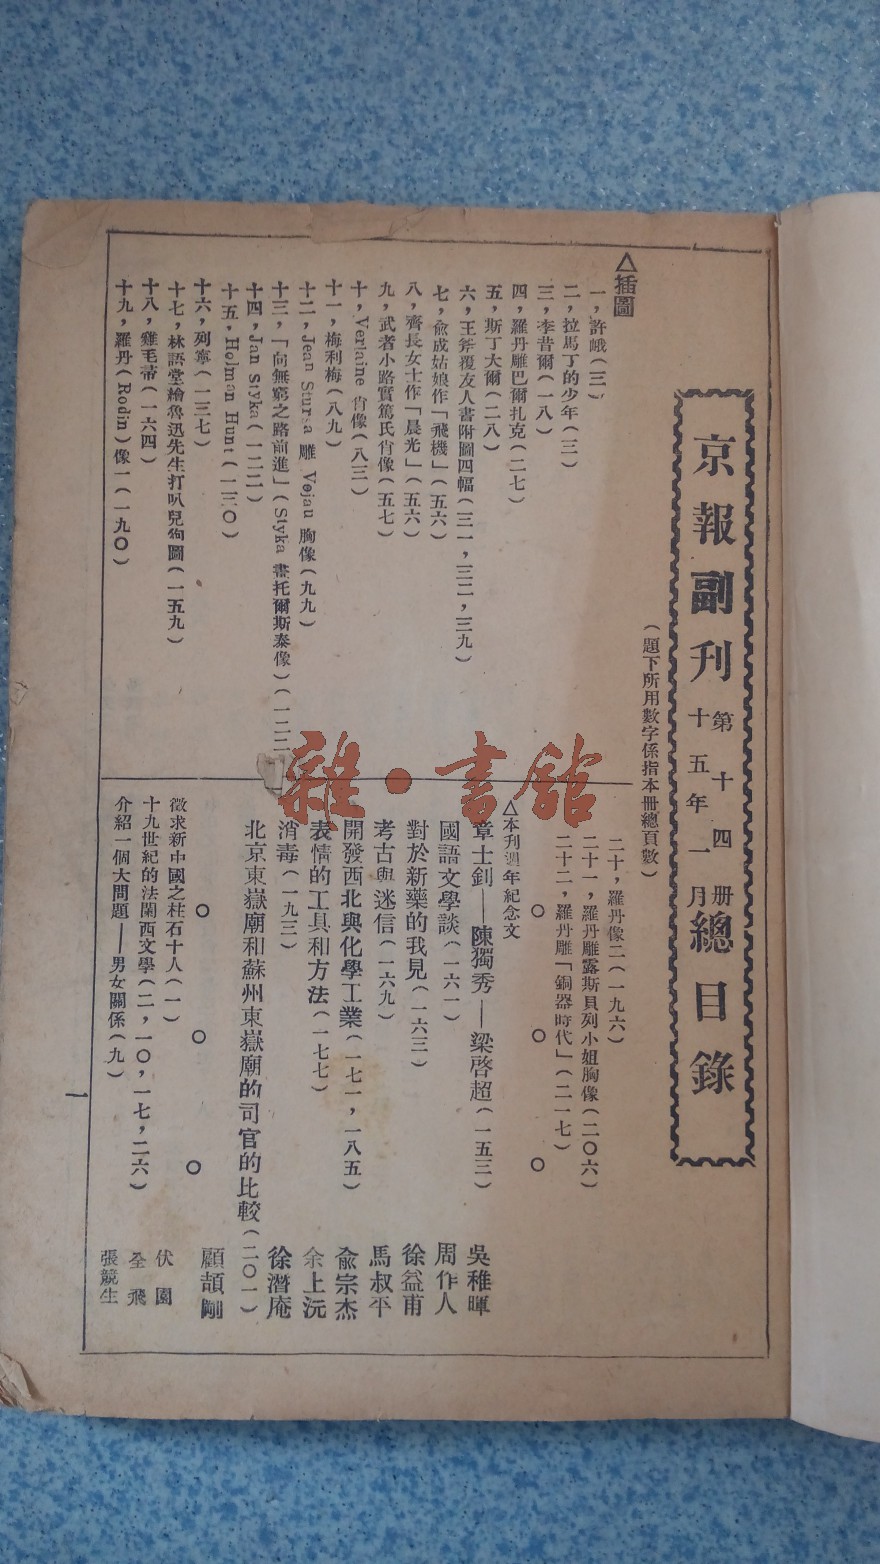 京報副刊 第十四册 十五年一月 總目錄
(題下所用數字係指本册總頁數)
△插圖
一,許峨(三)
二,拉馬丁的少年(三)
三,李昔爾(一八)
四,羅丹雕巴爾扎克(二七)
五,斯丁大爾(二八)
六,王斧覆友人書附圖四幅(三一,三二,三九)
七,俞成姑娘作「飛機」(五六)
八,齊長女士作「晨光」(五六)
九,武者小路實篤氏肖像(五七)
十,Verlaine 肖像(八三)
十一,梅利梅(八九)
十二,Jean Stursa 雕 Vojan 胸像(九九)
十三,「向無窮之路前進」(Styka 畫托爾斯泰像)(一二二)
十四,Jan Styka(一二二)
十五,Holman Hunt(一三〇)
十六,列寧(一三七)
十七,林語堂繪魯迅先生打叭兒狗圖(一五九)
十八,雞毛帚(一六四)
十九,羅丹(Rodin)像一(一九〇)
二十,羅丹像二(一九六)
二十一,羅丹雕露斯貝列小姐胸像(二〇六)
二十二,羅丹雕「銅器時代」(二一七)
○ ○ ○
△本刊週年紀念文
章士釗——陳獨秀——梁啓超(一五三) 吳稚暉
國語文學談(一六一) 周作人
對於新藥的我見(一六三) 徐益甫
考古與迷信(一六九) 馬叔平
開發西北與化學工業(一七一,一八五) 俞宗杰
表情的工具和方法(一七七) 余上沅
消毒(一九三) 徐濳庵
北京東嶽廟和蘇州東嶽廟的司官的比較(二〇一) 顧頡剛
○ ○ ○
徵求新中國之柱石十人(一) 伏園
十九世紀的法蘭西文學(二,一〇,一七,二六) 全飛
介紹一個大問題——男女關係(九) 張競生
一
雜·書舘